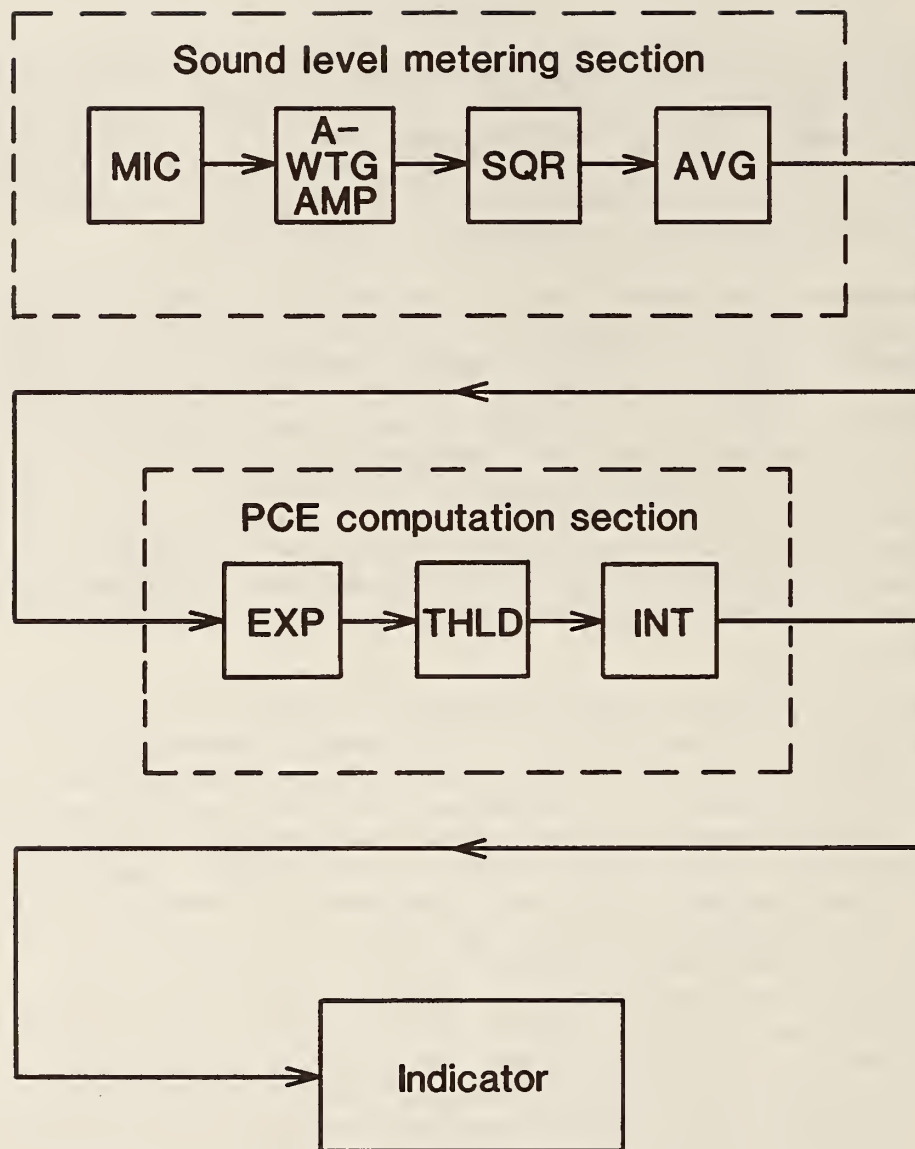 Sound level metering section
MIC
A-
WTG
AMP
SQR
AVG
PCE computation section
EXP
THLD
INT
Indicator